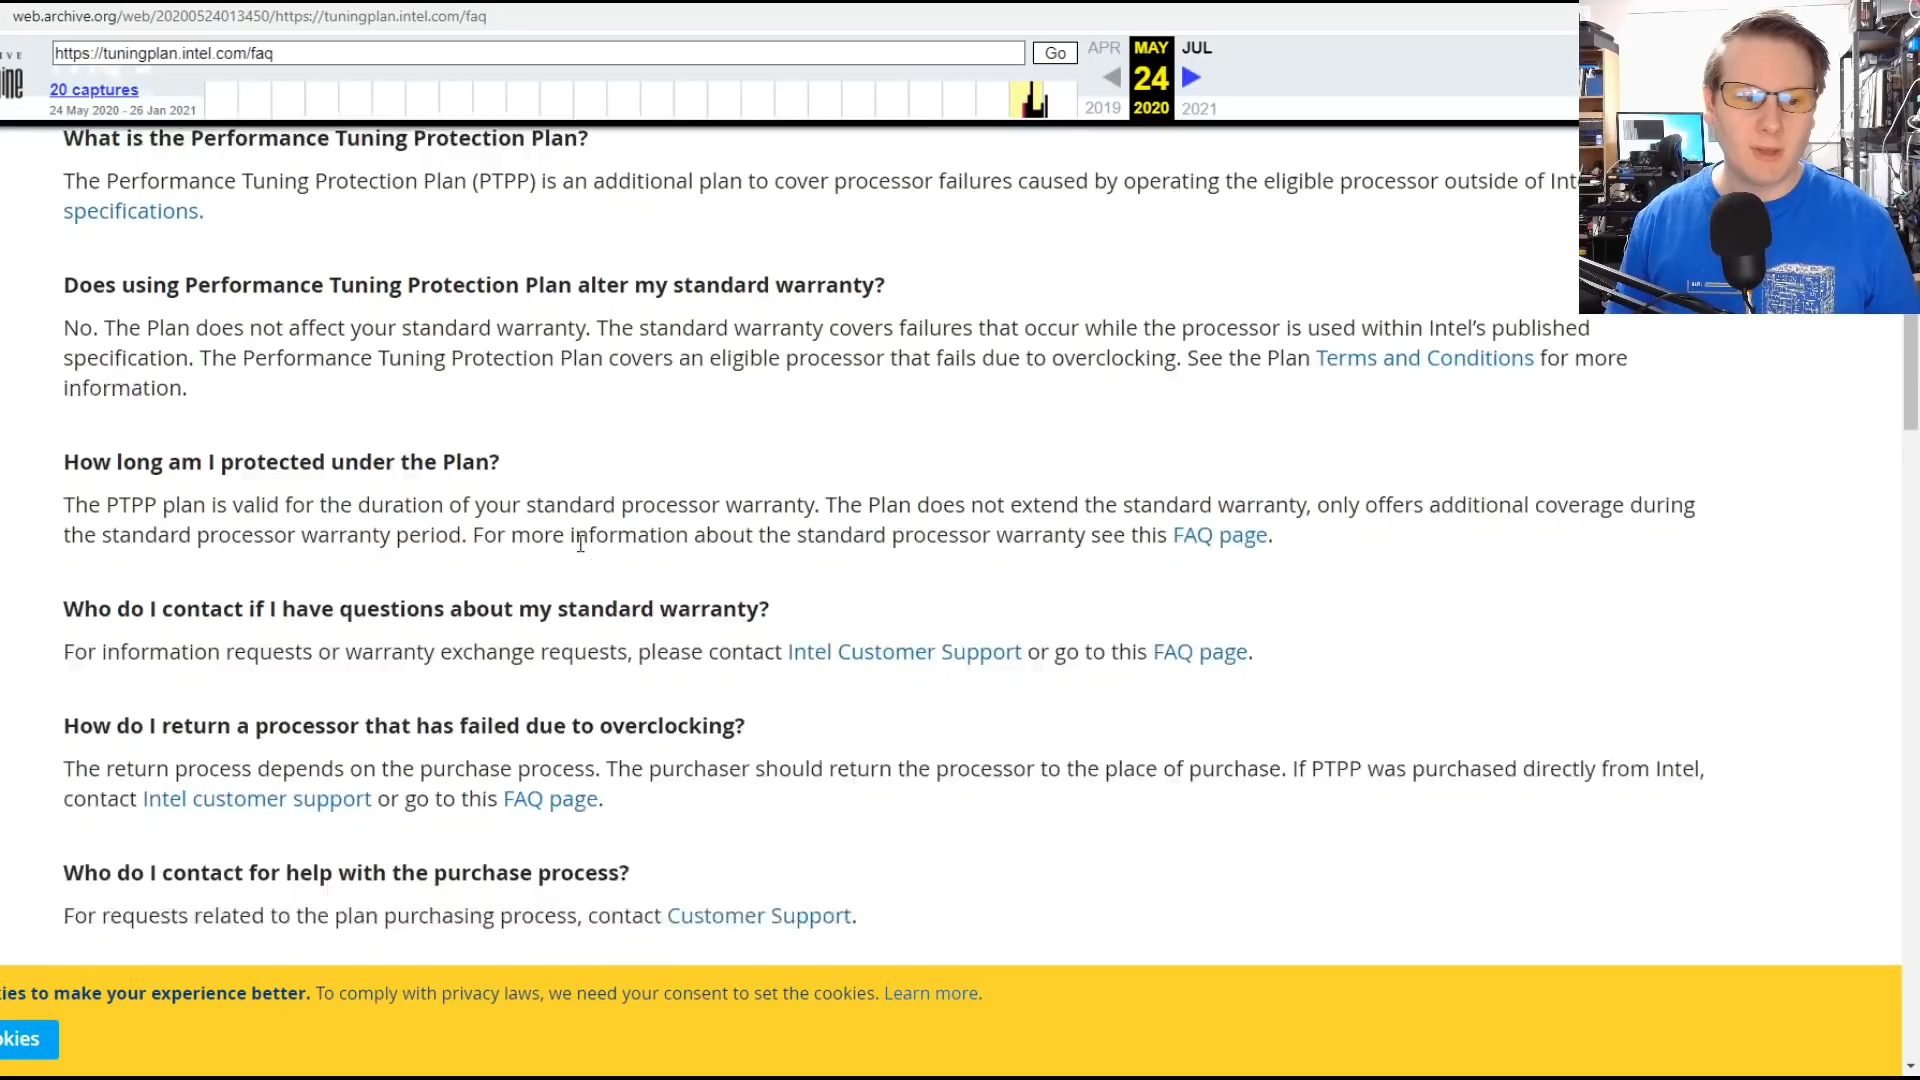 web.archive.org/web/20200524013450/https://tuningplan.intel.com/faq
https://tuningplan.intel.com/faq
Go
APR
MAY
JUL
20 captures
24
24 May 2020 - 26 Jan 2021
2019
2020
2021
What is the Performance Tuning Protection Plan?
The Performance Tuning Protection Plan (PTPP) is an additional plan to cover processor failures caused by operating the eligible processor outside of Int
specifications.
Does using Performance Tuning Protection Plan alter my standard warranty?
No. The Plan does not affect your standard warranty. The standard warranty covers failures that occur while the processor is used within Intel’s published
specification. The Performance Tuning Protection Plan covers an eligible processor that fails due to overclocking. See the Plan Terms and Conditions for more
information.
How long am I protected under the Plan?
The PTPP plan is valid for the duration of your standard processor warranty. The Plan does not extend the standard warranty, only offers additional coverage during
the standard processor warranty period. For more information about the standard processor warranty see this FAQ page.
Who do I contact if I have questions about my standard warranty?
For information requests or warranty exchange requests, please contact Intel Customer Support or go to this FAQ page.
How do I return a processor that has failed due to overclocking?
The return process depends on the purchase process. The purchaser should return the processor to the place of purchase. If PTPP was purchased directly from Intel,
contact Intel customer support or go to this FAQ page.
Who do I contact for help with the purchase process?
For requests related to the plan purchasing process, contact Customer Support.
ies to make your experience better. To comply with privacy laws, we need your consent to set the cookies. Learn more.
okies